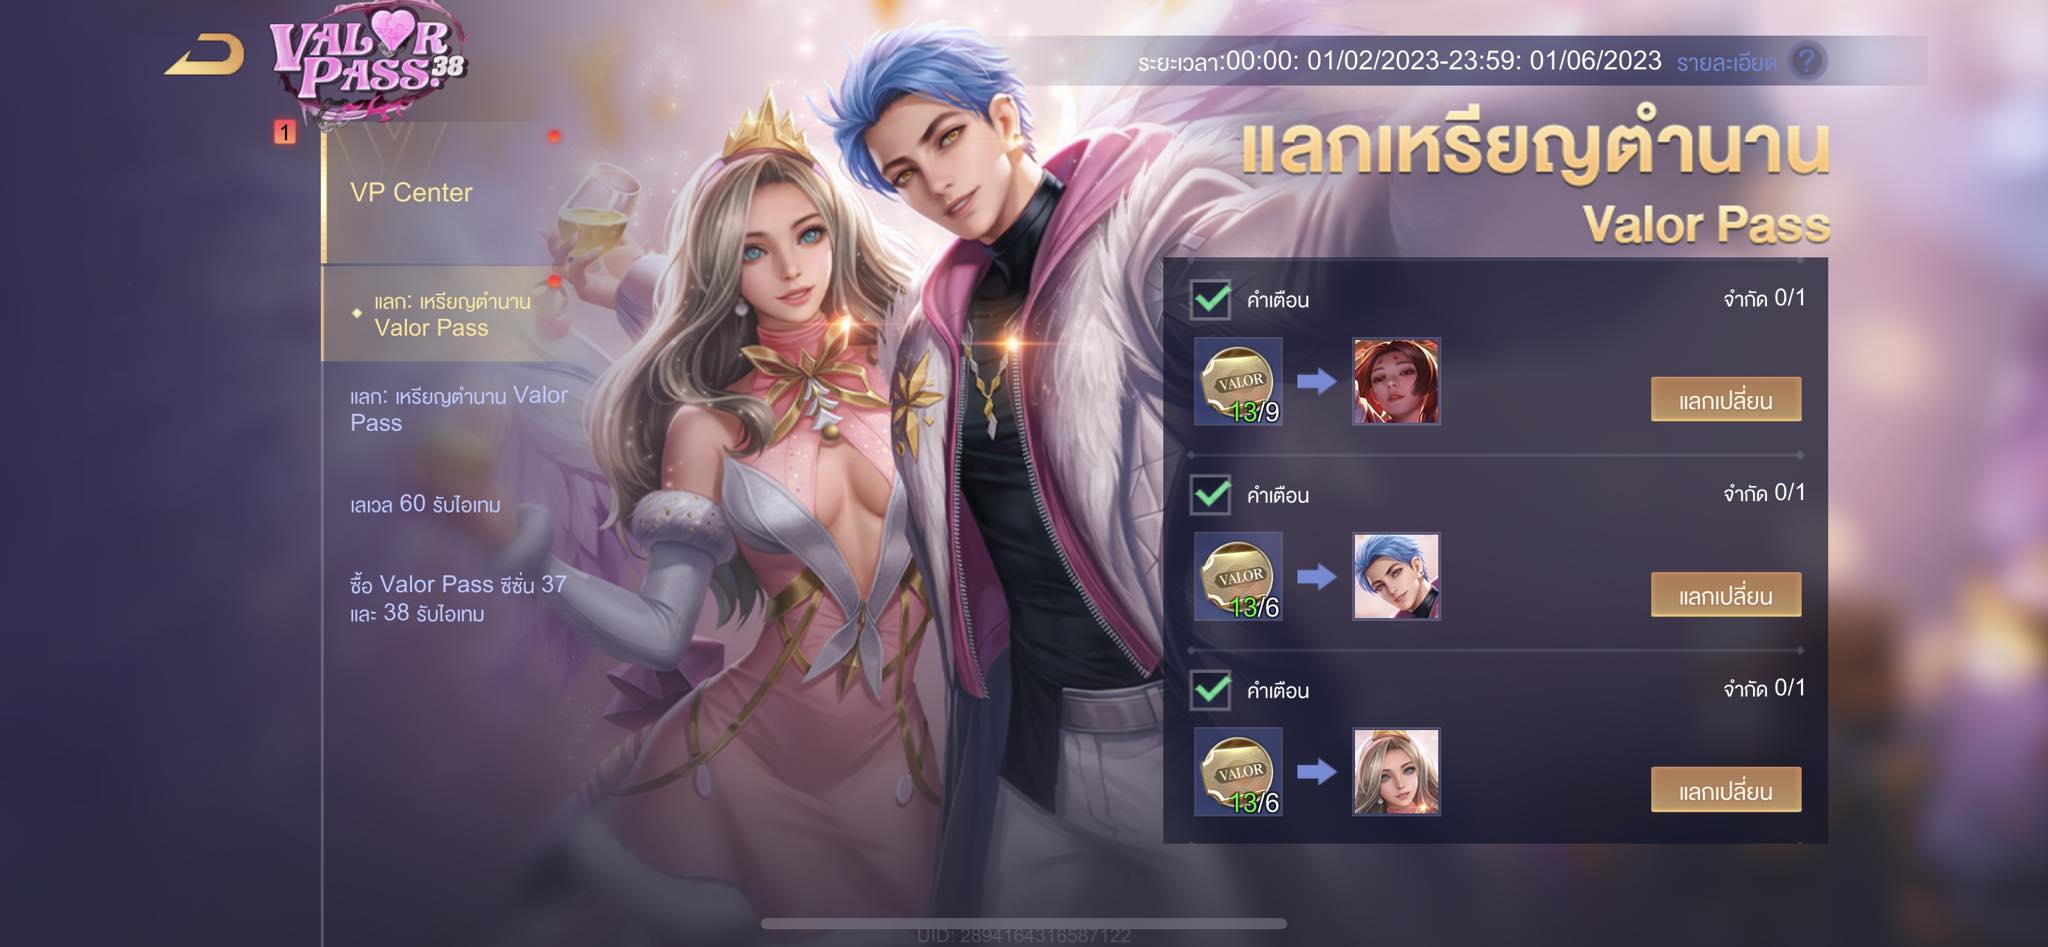 VALOR
PASS. 38
ระยะเวลา:00:00: 01/02/2023-23:59: 01/06/2023 รายละเอียด ?
1
VP Center
แลก: เหรียญตำนาน
Valor Pass
แลก: เหรียญตำนาน Valor
Pass
เลเวล 60 รับไอเทม
ซื้อ Valor Pass ซีซั่น 37
และ 38 รับไอเทม
แลกเหรียญตำนาน
Valor Pass
คำเตือน
จำกัด 0/1
VALOR
13/9
แลกเปลี่ยน
คำเตือน
จำกัด 0/1
VALOR
13/6
แลกเปลี่ยน
คำเตือน
จำกัด 0/1
VALOR
13/6
แลกเปลี่ยน
UID: 2894164316587122